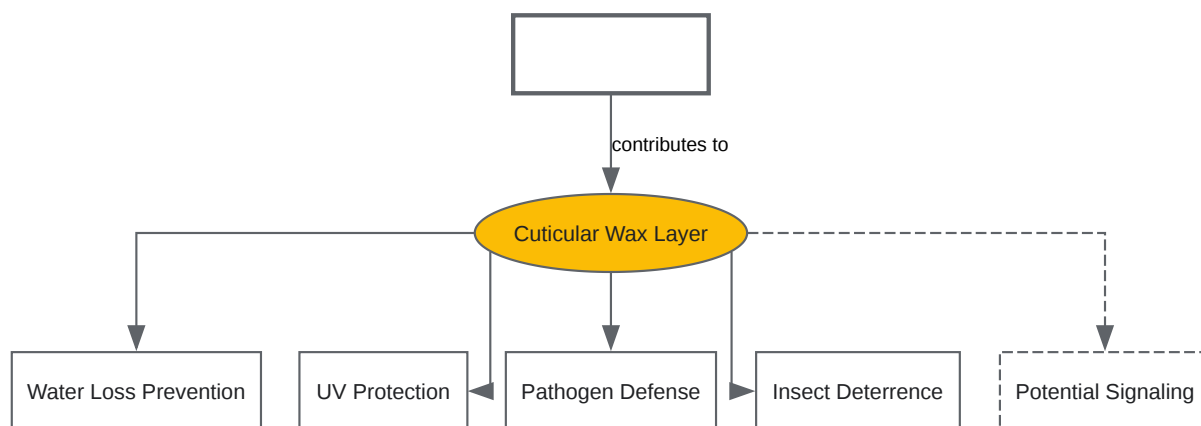 contributes to
Cuticular Wax Layer
Water Loss Prevention
UV Protection
Pathogen Defense
Insect Deterrence
Potential Signaling